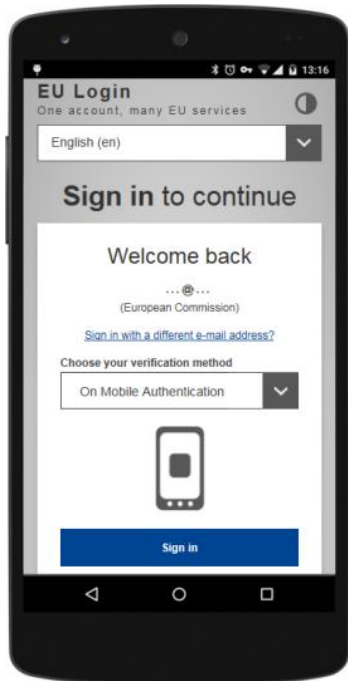 13:16
EU Login
One account, many EU services
English (en)
Sign in to continue
Welcome back
...@...
(European Commission)
Sign in with a different e-mail address?
Choose your verification method
On Mobile Authentication
Sign in